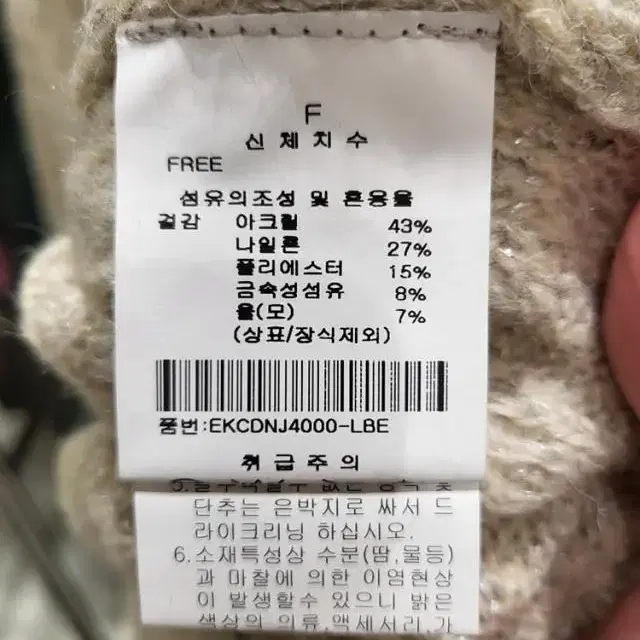 F
신체치수
FREE
섬유의조성 및 혼용율
겉감 아크릴 43%
나일론 27%
폴리에스터 15%
금속성섬유 8%
울(모) 7%
(상표/장식제외)
품번:EKCDNJ4000-LBE
취급주의
단추는 은박지로 싸서 드
라이크리닝 하십시오.
6.소재특성상 수분(땀,물등)
과 마찰에 의한 이염현상
이 발생할수 있으니 밝은
색상의 의류,액세서리,가